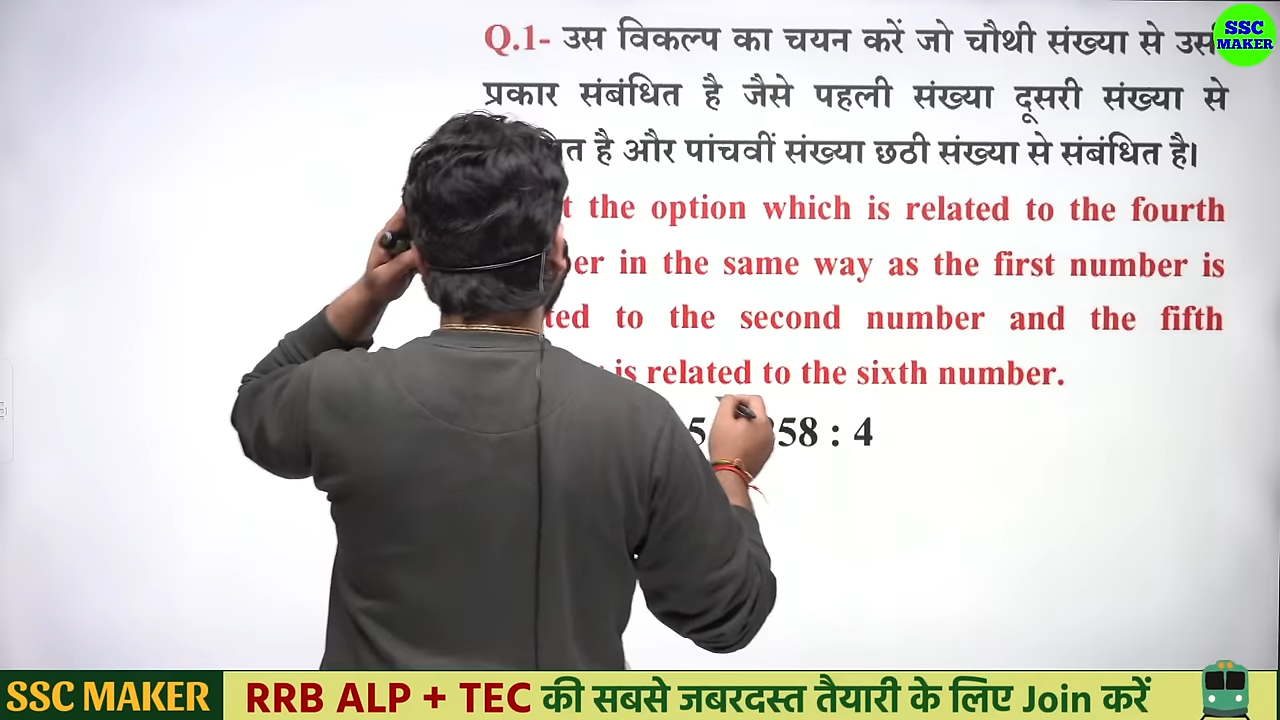 Q.1- उस विकल्प का चयन करें जो चौथी संख्या से
SSC
MAKER
प्रकार संबंधित है जैसे पहली संख्या दूसरी संख्या से
है और पांचवीं संख्या छठी संख्या से संबंधित है।
the option which is related to the fourth
in the same way as the first number is
to the second number and the fifth
is related to the sixth number.
58 : 4
SSC MAKER
RRB ALP + TEC की सबसे जबरदस्त तैयारी के लिए Join करें